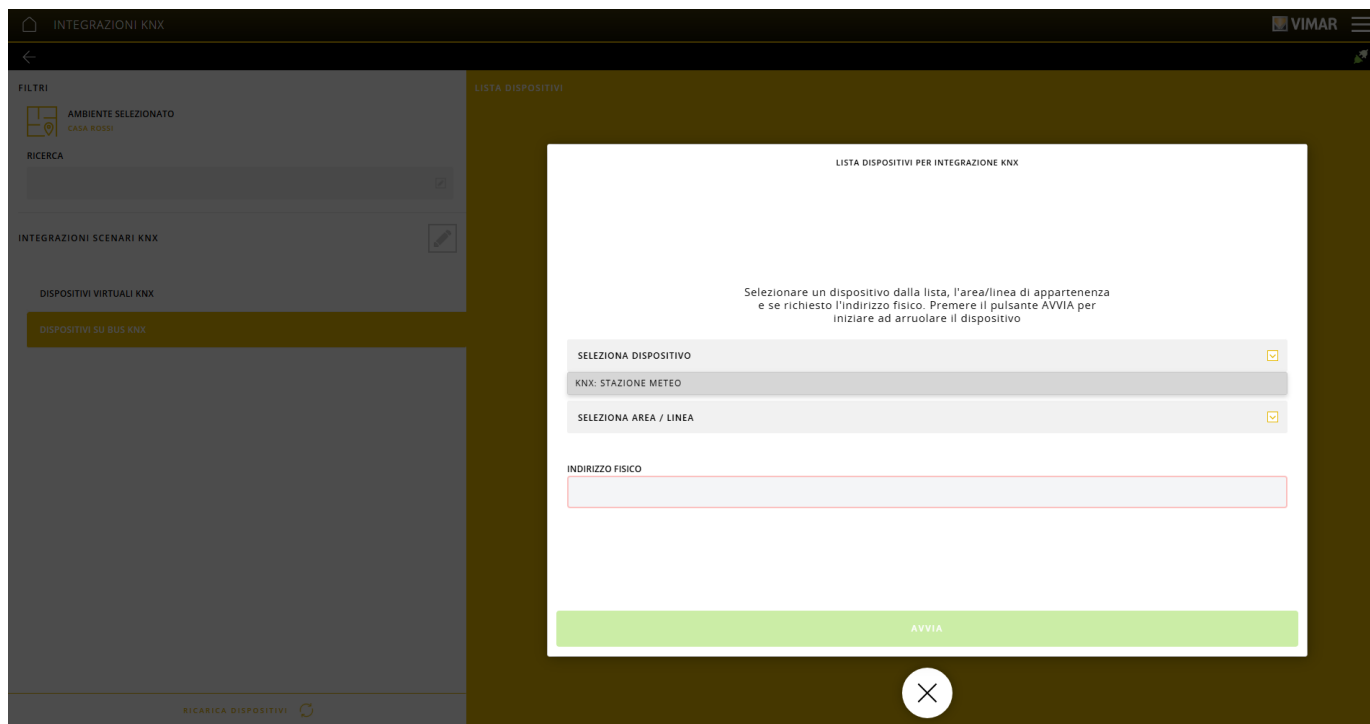 INTEGRAZIONI KNX
VIMAR
FILTRI
LISTA DISPOSITIVI
AMBIENTE SELEZIONATO
CASA ROSSI
RICERCA
LISTA DISPOSITIVI PER INTEGRAZIONE KNX
INTEGRAZIONI SCENARI KNX
DISPOSITIVI VIRTUALI KNX
DISPOSITIVI SU BUS KNX
Selezionare un dispositivo dalla lista, l'area/linea di appartenenza
e se richiesto l'indirizzo fisico. Premere il pulsante AVVIA per
iniziare ad arruolare il dispositivo
SELEZIONA DISPOSITIVO
KNX: STAZIONE METEO
SELEZIONA AREA / LINEA
INDIRIZZO FISICO
AVVIA
RICARICA DISPOSITIVI